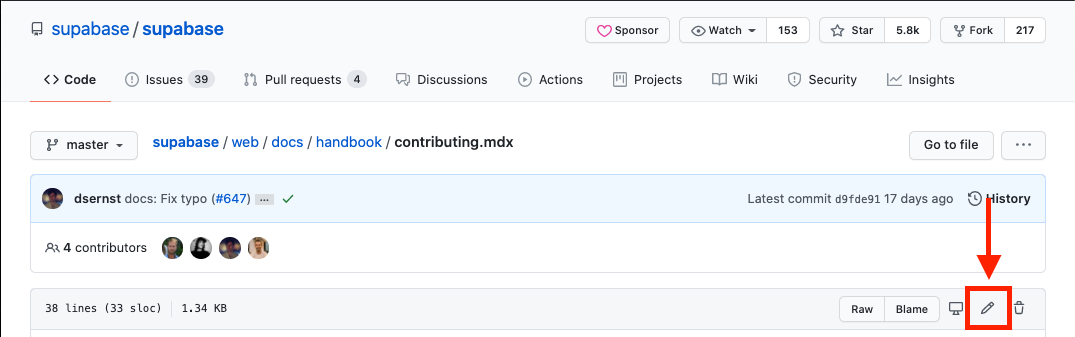 supabase / supabase
Sponsor Watch 153 Star 5.8k Fork 217
Code Issues 39 Pull requests 4 Discussions Actions Projects Wiki Security Insights
master supabase / web / docs / handbook / contributing.mdx Go to file ...
dsernst docs: Fix typo (#647) ... Latest commit d9fde91 17 days ago History
4 contributors
38 lines (33 sloc) 1.34 KB Raw Blame